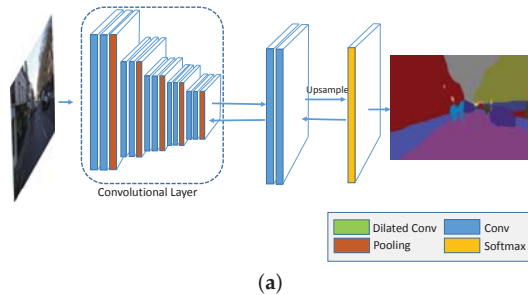 Upsample
Convolutional Layer
Dilated Conv
Conv
Pooling
Softmax
(a)